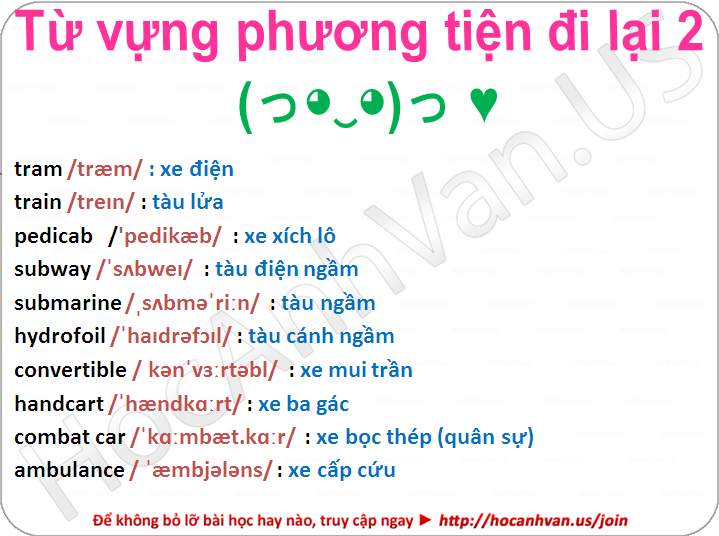 Từ vựng phương tiện đi lại 2
(っ◕‿◕)っ ♥
tram /træm/ : xe điện
train /treɪn/ : tàu lửa
pedicab /'pedikæb/ : xe xích lô
subway /ˈsʌbweɪ/ : tàu điện ngầm
submarine /ˌsʌbməˈriːn/ : tàu ngầm
hydrofoil /ˈhaɪdrəfɔɪl/ : tàu cánh ngầm
convertible / kənˈvɜːrtəbl/ : xe mui trần
handcart /ˈhændkɑːrt/ : xe ba gác
combat car /ˈkɑːmbæt.kɑːr/ : xe bọc thép (quân sự)
ambulance / ˈæmbjələns/ : xe cấp cứu
Để không bỏ lỡ bài học hay nào, truy cập ngay ► http://hocanhvan.us/join
HocAnhVan.US